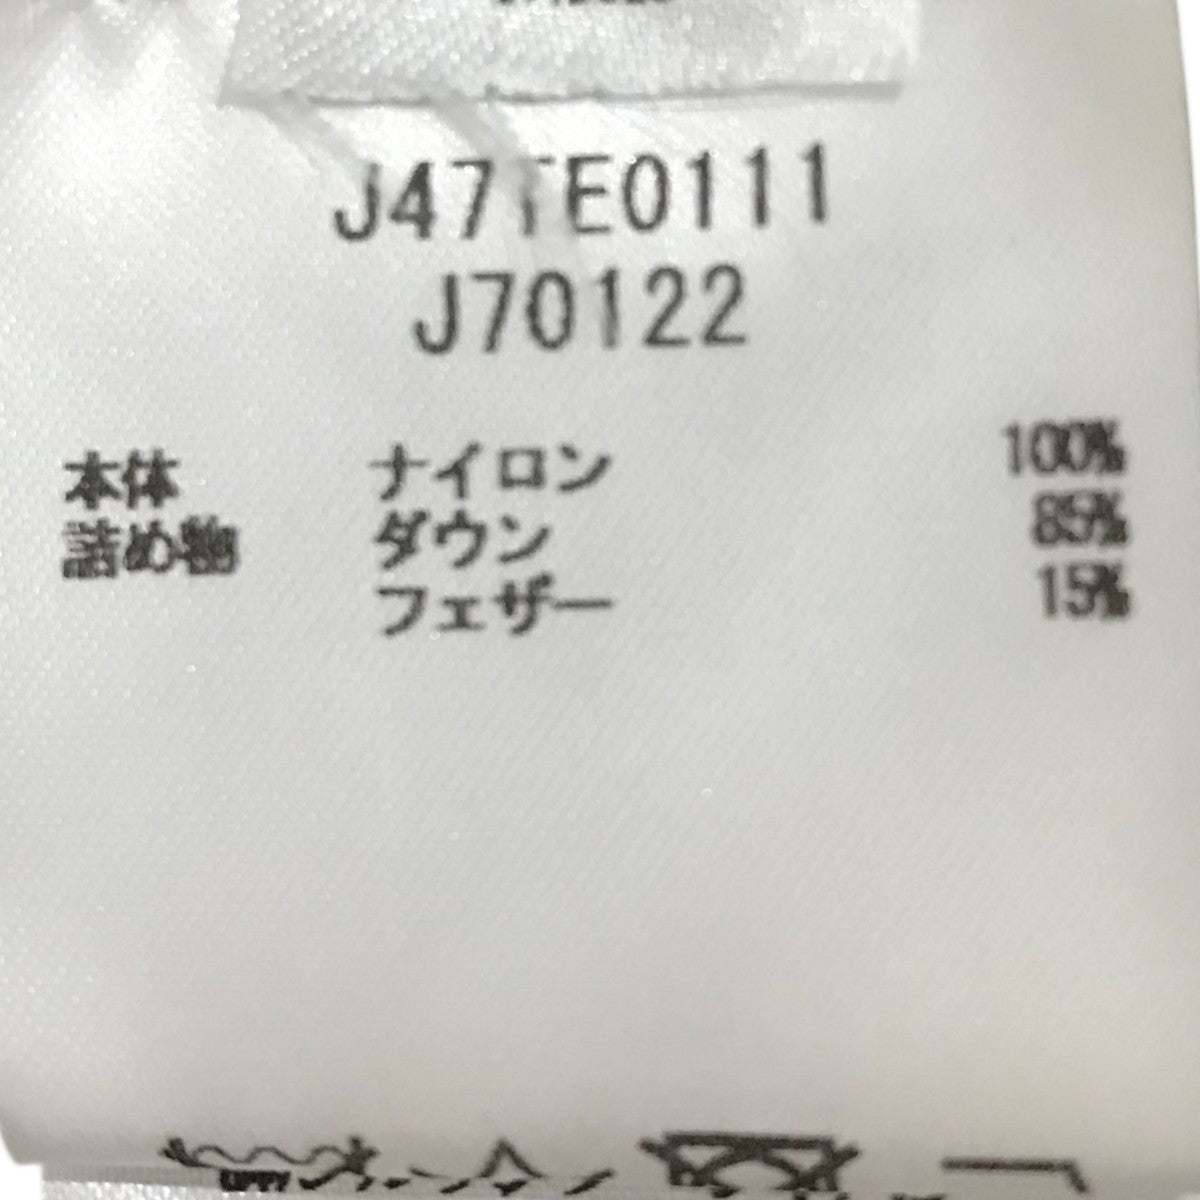 J47TE0111
J70122
本体 ナイロン 100%
詰め物 ダウン 85%
フェザー 15%